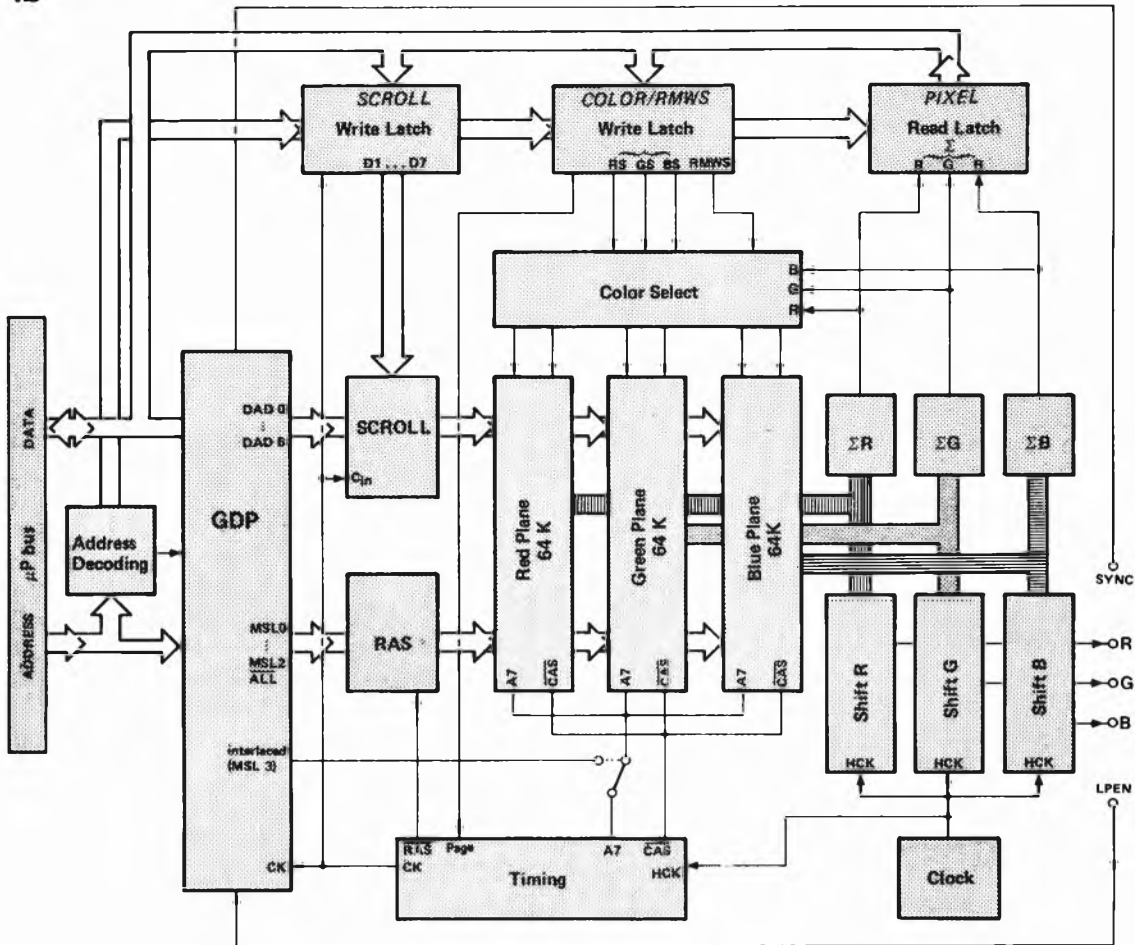 SCROLL
Write Latch
D1...D7
COLOR/RMWS
Write Latch
RS GS BS RMWS
PIXEL
Read Latch
Σ
R G R
Color Select
B
G
R
DATA
µP bus
ADDRESS
Address
Decoding
GDP
DAD 0
⋮
DAD 6
MSL0
⋮
MSL2
ALL
interlaced
(MSL 3)
CK
SCROLL
Cin
RAS
Red Plane
64 K
A7 CAS
Green Plane
64 K
A7 CAS
Blue Plane
64K
A7 CAS
ΣR
ΣG
ΣB
Shift R
HCK
Shift G
HCK
Shift B
HCK
SYNC
R
G
B
LPEN
RAS Page A7 CAS
CK
HCK
Timing
Clock